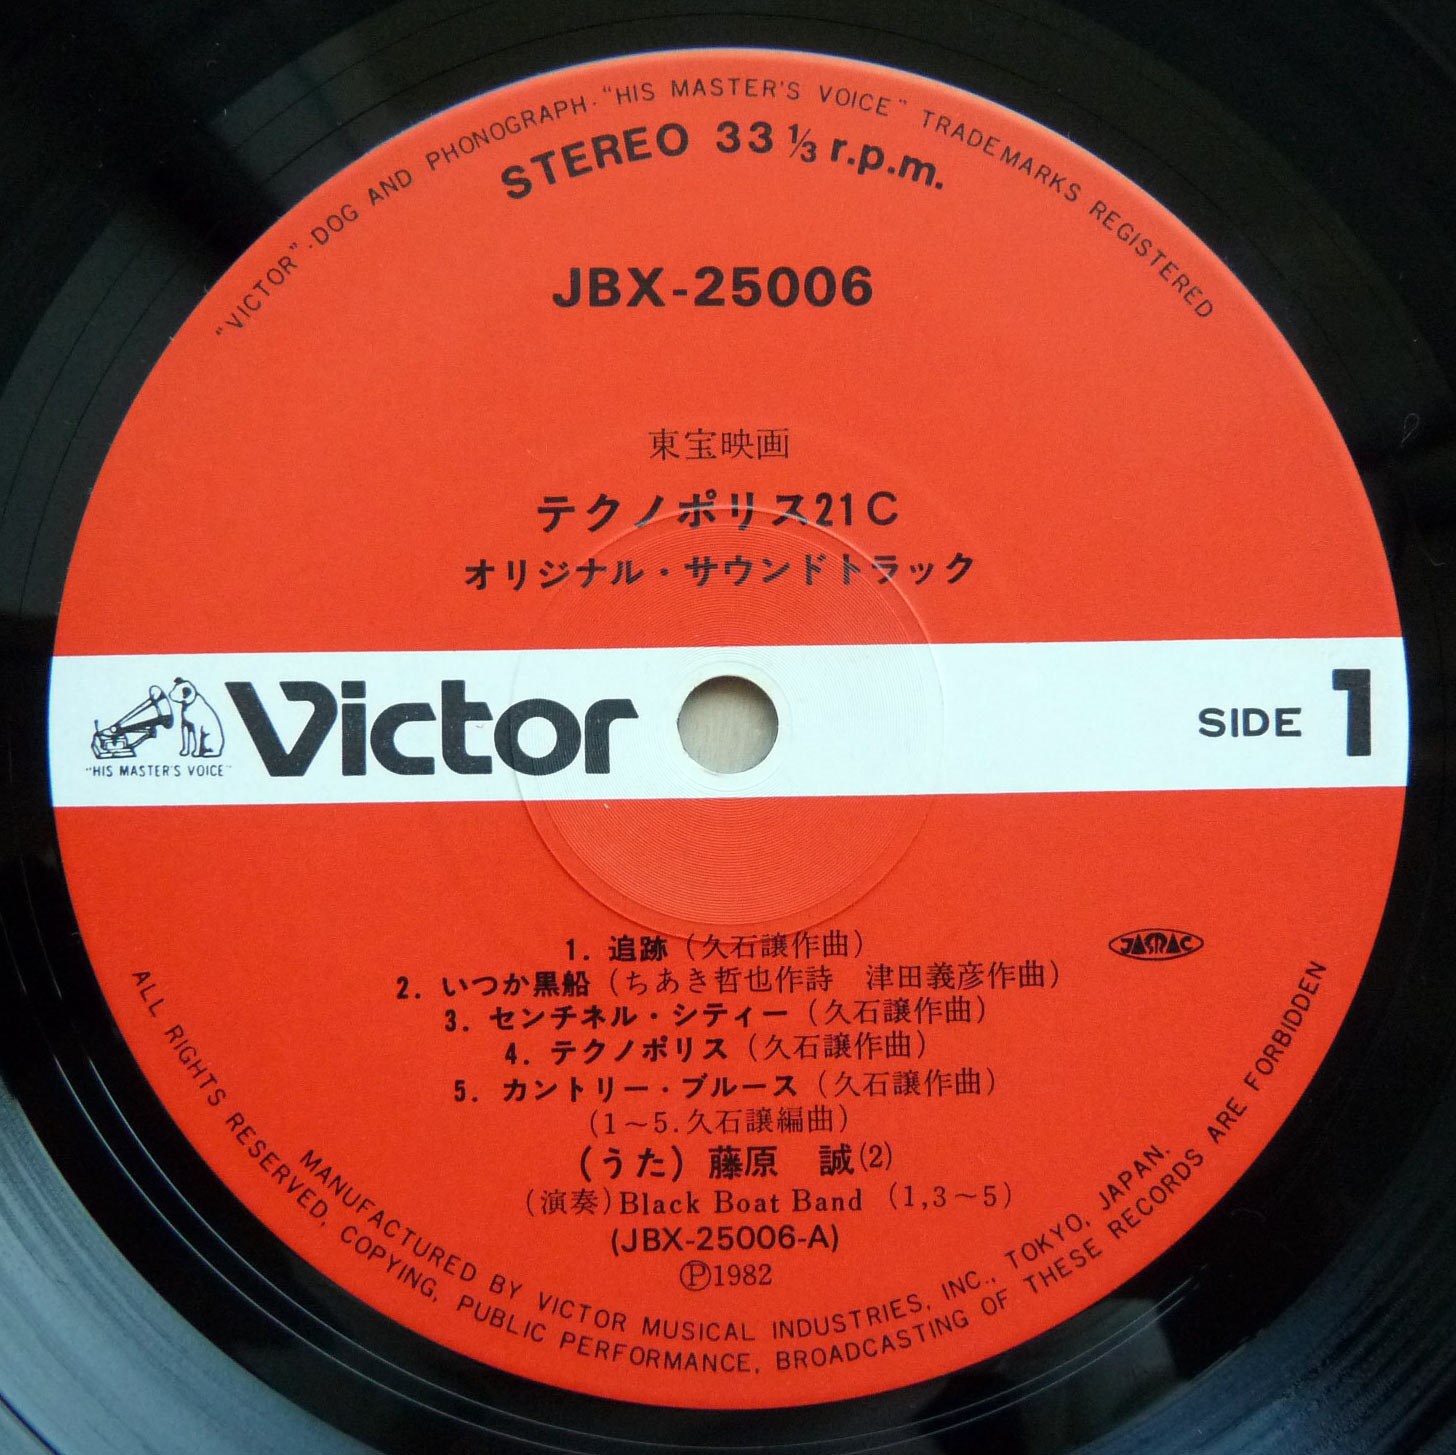 "VICTOR"·DOG AND PHONOGRAPH·"HIS MASTER'S VOICE" TRADEMARKS REGISTERED
STEREO 33 1/3 r.p.m.
JBX-25006
東宝映画
テクノポリス21C
オリジナル・サウンドトラック
"HIS MASTER'S VOICE"
Victor
SIDE 1
JASRAC
1. 追跡（久石譲作曲）
2. いつか黒船（ちあき哲也作詩　津田義彦作曲）
3. センチネル・シティー（久石譲作曲）
4. テクノポリス（久石譲作曲）
5. カントリー・ブルース（久石譲作曲）
（1～5.久石譲編曲）
（うた）藤原　誠(2)
（演奏）Black Boat Band（1,3～5）
(JBX-25006-A)
Ⓟ1982
MANUFACTURED BY VICTOR MUSICAL INDUSTRIES, INC., TOKYO, JAPAN.
ALL RIGHTS RESERVED, COPYING, PUBLIC PERFORMANCE, BROADCASTING OF THESE RECORDS ARE FORBIDDEN